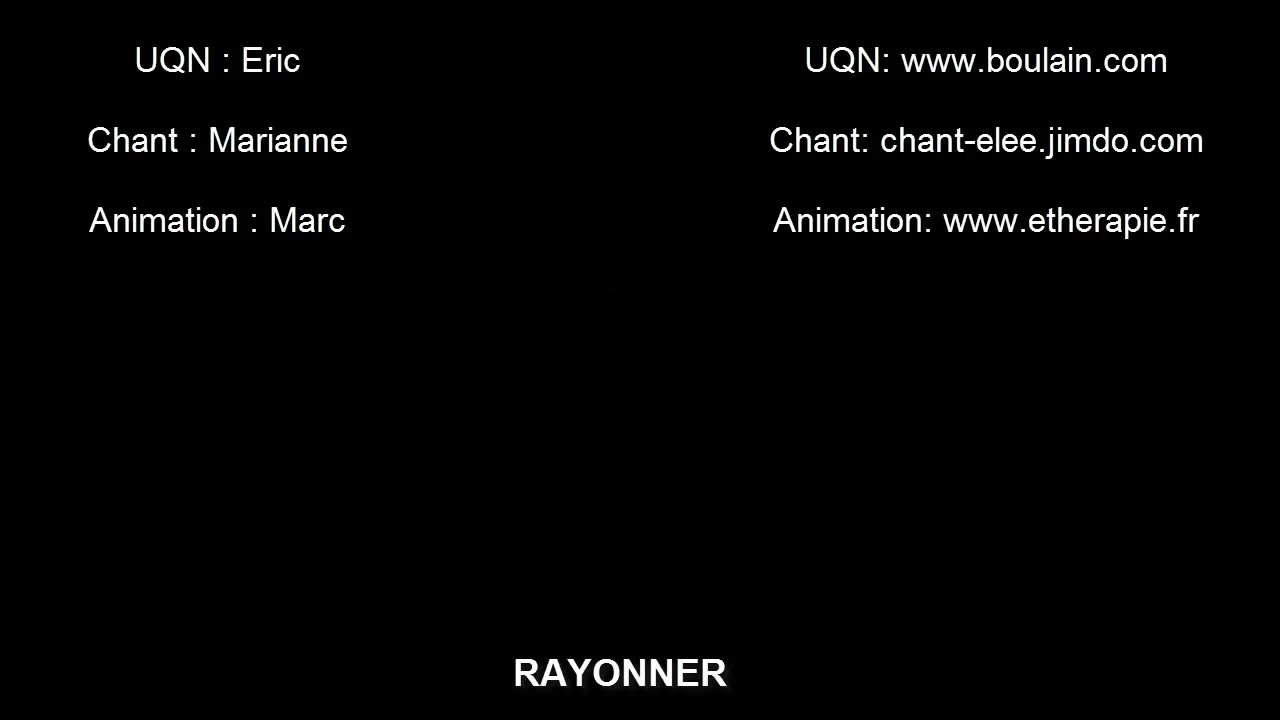 UQN : Eric
Chant : Marianne
Animation : Marc
UQN: www.boulain.com
Chant: chant-elee.jimdo.com
Animation: www.etherapie.fr
RAYONNER